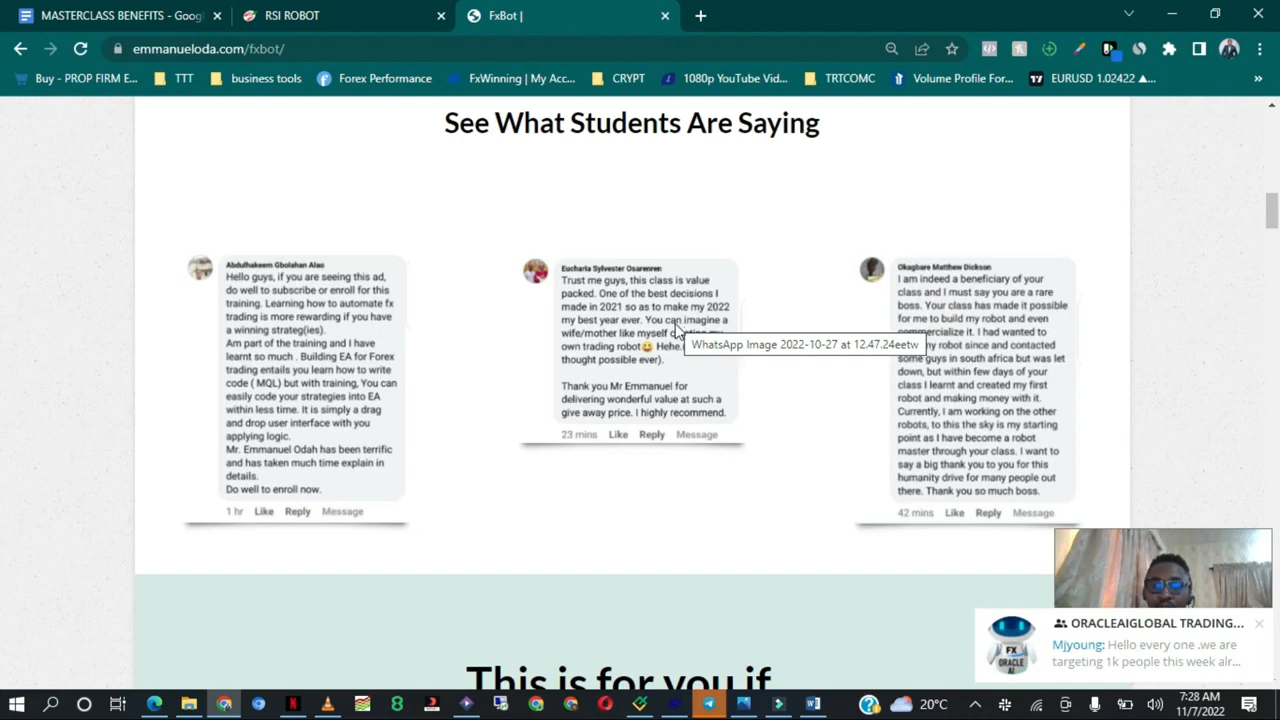 MASTERCLASS BENEFITS - Goog
RSI ROBOT
FxBot |
emmanueloda.com/fxbot/
Buy - PROP FIRM E...
TTT
business tools
Forex Performance
FxWinning | My Acc...
CRYPT
1080p YouTube Vid...
TRTCOMC
Volume Profile For...
EURUSD 1.02422 ▲...
»
See What Students Are Saying
Abdulhakeem Gbolahan Alao
Hello guys, if you are seeing this ad,
do well to subscribe or enroll for this
training. Learning how to automate fx
trading is more rewarding if you have
a winning strateg(ies).
Am part of the training and I have
learnt so much . Building EA for Forex
trading entails you learn how to write
code ( MQL) but with training, You can
easily code your strategies into EA
within less time. It is simply a drag
and drop user interface with you
applying logic.
Mr. Emmanuel Odah has been terrific
and has taken much time explain in
details.
Do well to enroll now.
1 hr Like Reply Message
Eucharia Sylvester Osarenren
Trust me guys, this class is value
packed. One of the best decisions I
made in 2021 so as to make my 2022
my best year ever. You can imagine a
wife/mother like myself my
own trading robot😃 Hehe.
thought possible ever).
Thank you Mr Emmanuel for
delivering wonderful value at such a
give away price. I highly recommend.
23 mins Like Reply Message
WhatsApp Image 2022-10-27 at 12.47.24eetw
Okagbare Matthew Dickson
I am indeed a beneficiary of your
class and I must say you are a rare
boss. Your class has made it possible
for me to build my robot and even
commercialize it. I had wanted to
my robot since and contacted
some guys in south africa but was let
down, but within few days of your
class I learnt and created my first
robot and making money with it.
Currently, I am working on the other
robots, to this the sky is my starting
point as I have become a robot
master through your class. I want to
say a big thank you to you for this
humanity drive for many people out
there. Thank you so much boss.
42 mins Like Reply Message
This is for you if
FX
ORACLE
AI
ORACLEAIGLOBAL TRADING...
Mjyoung: Hello every one .we are
targeting 1k people this week alr...
20°C
7:28 AM
11/7/2022